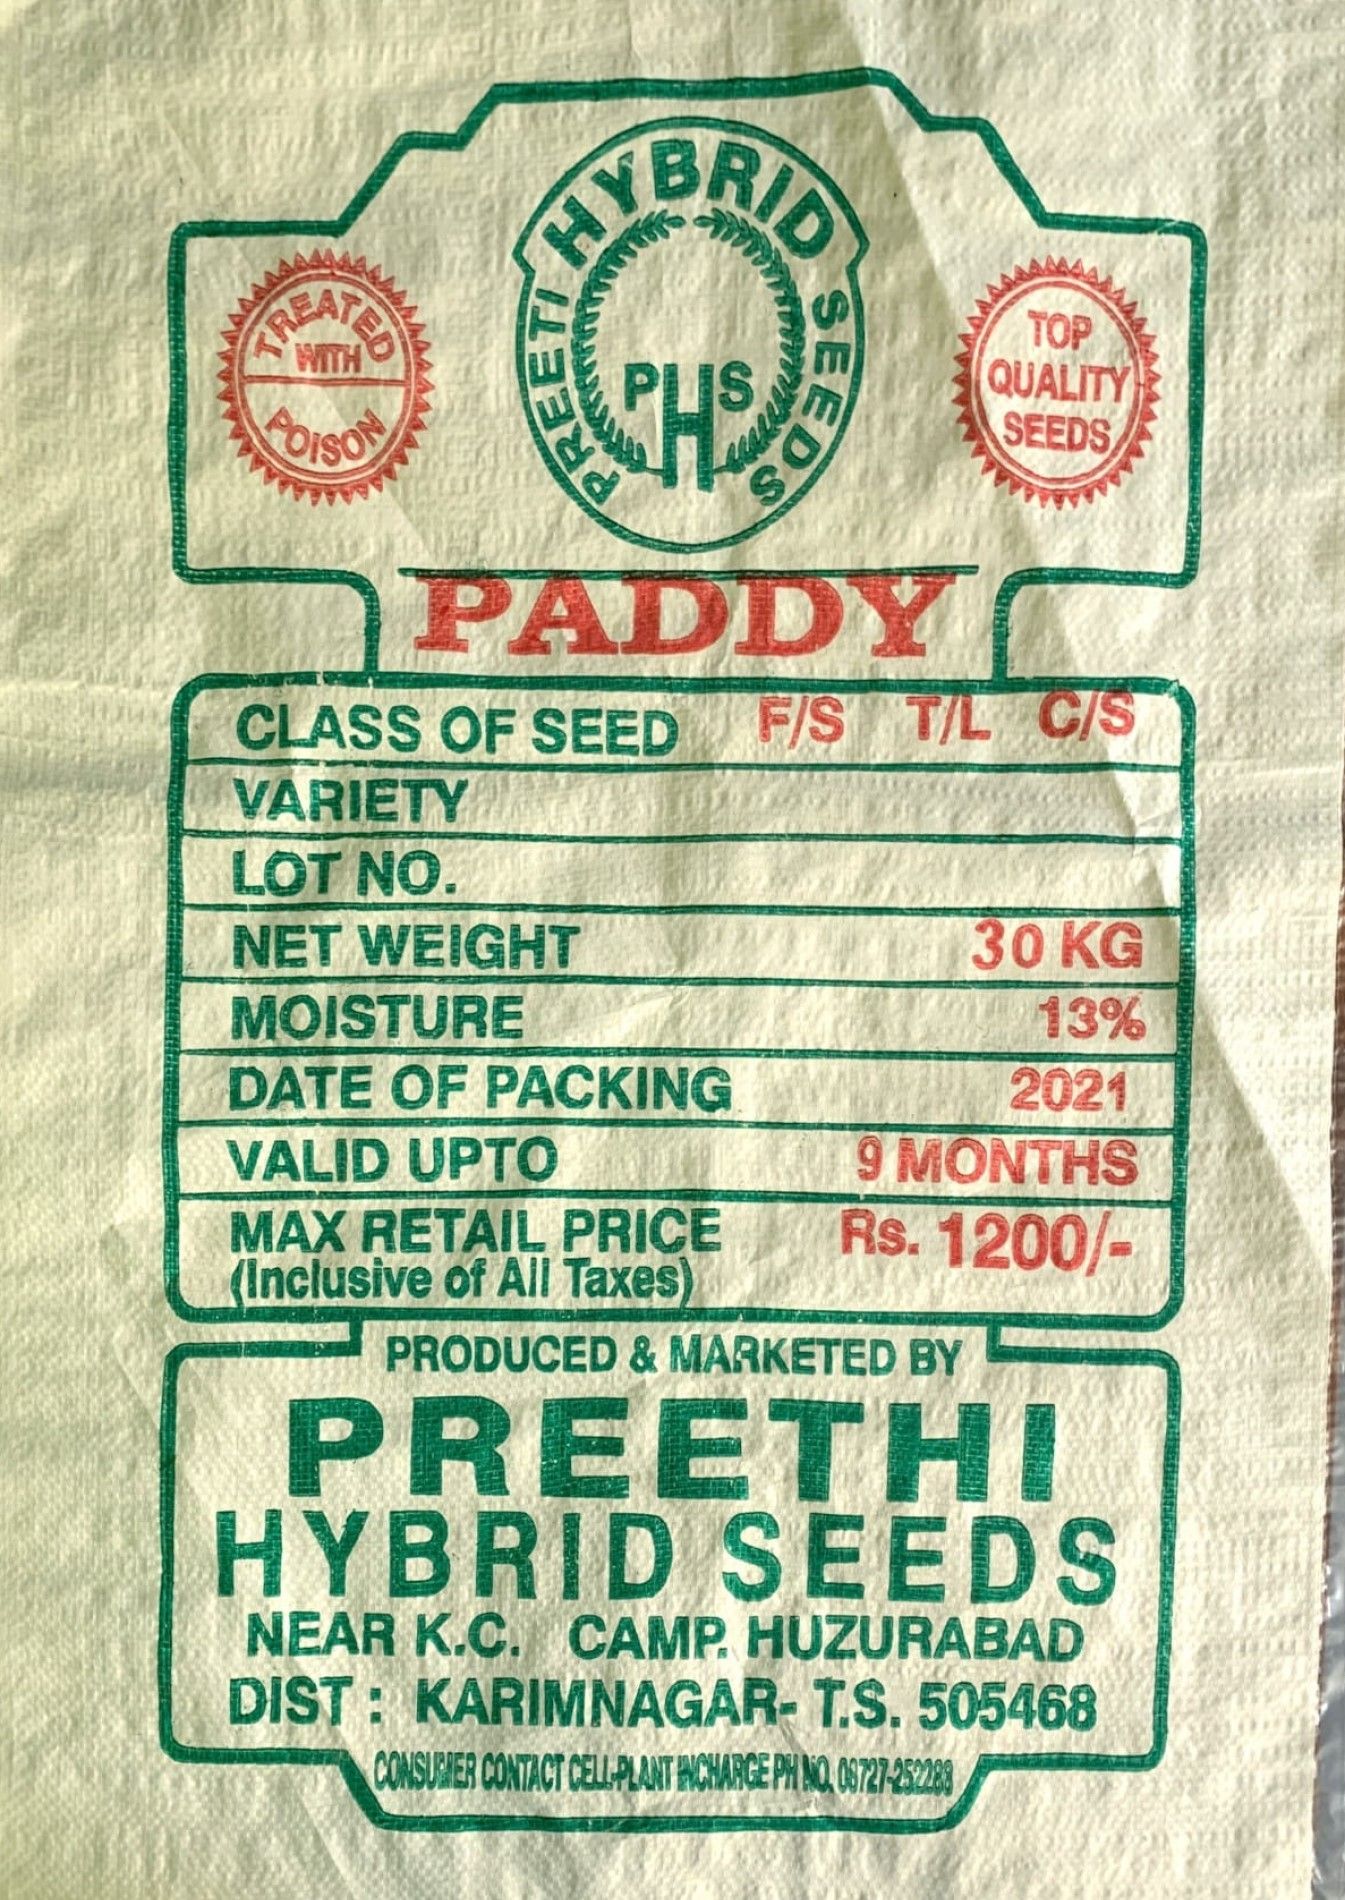 PREETI HYBRID SEEDS
PHS
TREATED
WITH
POISON
TOP
QUALITY
SEEDS
PADDY
CLASS OF SEED F/S T/L C/S
VARIETY
LOT NO.
NET WEIGHT 30 KG
MOISTURE 13%
DATE OF PACKING 2021
VALID UPTO 9 MONTHS
MAX RETAIL PRICE Rs. 1200/-
(Inclusive of All Taxes)
PRODUCED & MARKETED BY
PREETHI
HYBRID SEEDS
NEAR K.C. CAMP. HUZURABAD
DIST : KARIMNAGAR- T.S. 505468
CONSUMER CONTACT CELL-PLANT INCHARGE PH NO. 08727-252288